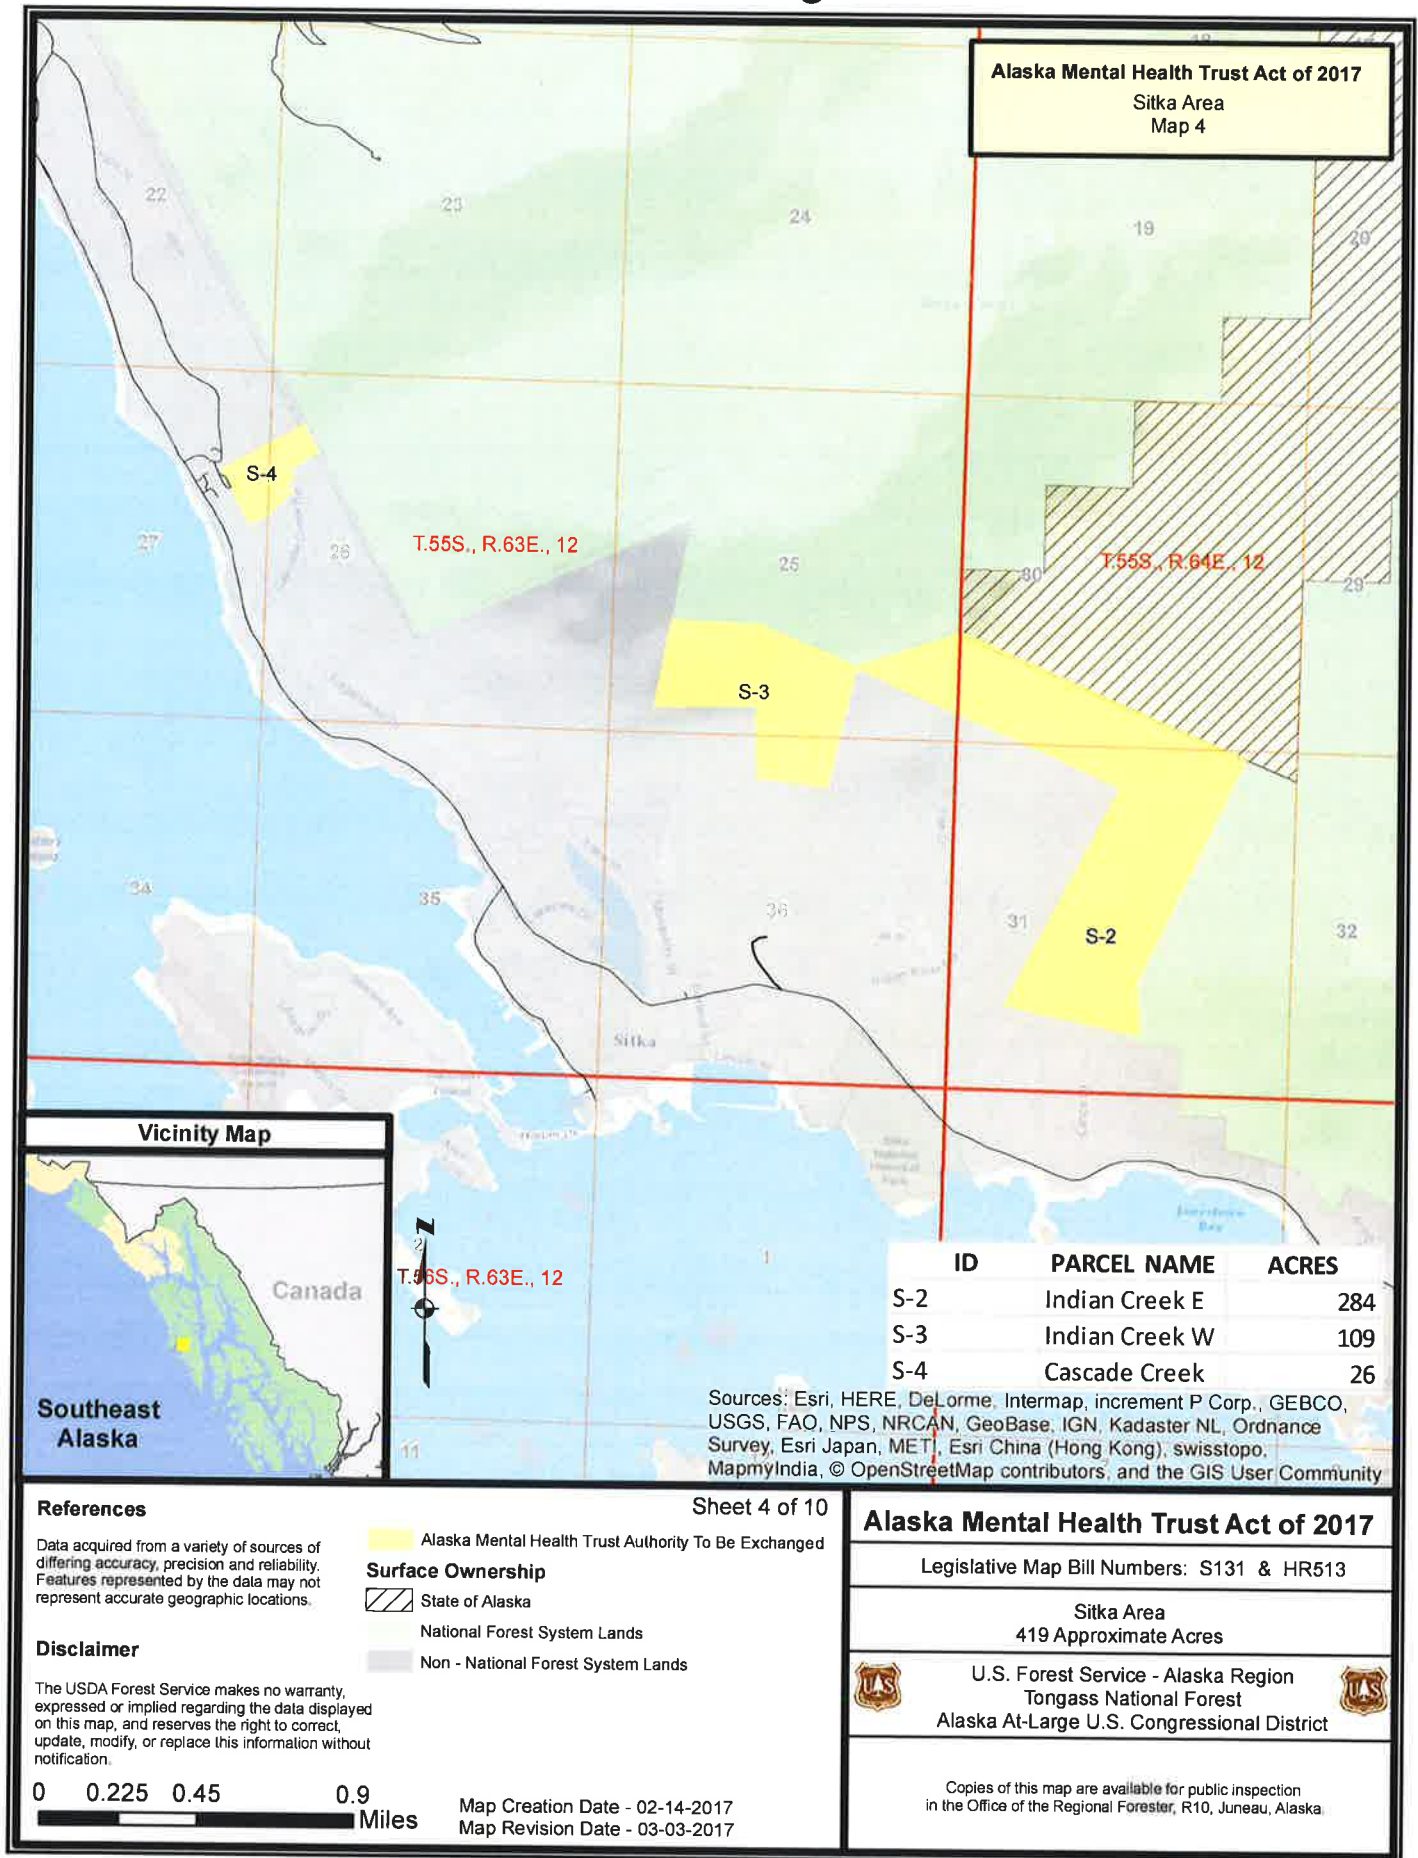 Alaska Mental Health Trust Act of 2017
Sitka Area
Map 4
18
22
23
24
19
20
S-4
27
26
T.55S., R.63E., 12
25
30
T.55S., R.64E., 12
29
S-3
34
35
36
31
S-2
32
Sitka
Sitka
National
Historical
Park
Jamestown
Bay
Vicinity Map
Canada
Southeast
Alaska
2
Z
T.56S., R.63E., 12
1
11
ID PARCEL NAME ACRES
S-2 Indian Creek E 284
S-3 Indian Creek W 109
S-4 Cascade Creek 26
Sources: Esri, HERE, DeLorme, Intermap, increment P Corp., GEBCO,
USGS, FAO, NPS, NRCAN, GeoBase, IGN, Kadaster NL, Ordnance
Survey, Esri Japan, METI, Esri China (Hong Kong), swisstopo,
MapmyIndia, © OpenStreetMap contributors, and the GIS User Community
References
Data acquired from a variety of sources of
differing accuracy, precision and reliability.
Features represented by the data may not
represent accurate geographic locations.
Disclaimer
The USDA Forest Service makes no warranty,
expressed or implied regarding the data displayed
on this map, and reserves the right to correct,
update, modify, or replace this information without
notification.
0 0.225 0.45 0.9
Miles
Sheet 4 of 10
Alaska Mental Health Trust Authority To Be Exchanged
Surface Ownership
State of Alaska
National Forest System Lands
Non - National Forest System Lands
Map Creation Date - 02-14-2017
Map Revision Date - 03-03-2017
Alaska Mental Health Trust Act of 2017
Legislative Map Bill Numbers: S131 & HR513
Sitka Area
419 Approximate Acres
UAS
UAS
U.S. Forest Service - Alaska Region
Tongass National Forest
Alaska At-Large U.S. Congressional District
Copies of this map are available for public inspection
in the Office of the Regional Forester, R10, Juneau, Alaska.